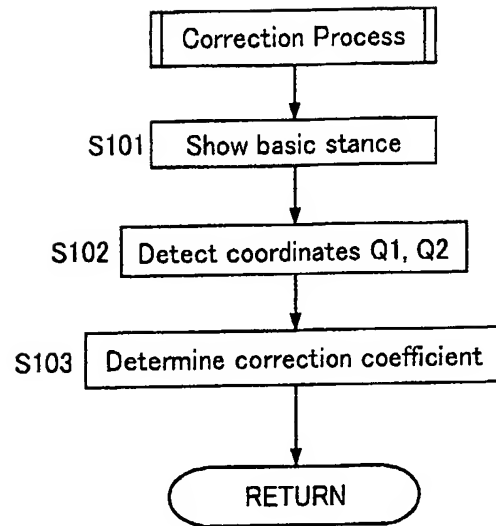 Correction Process
S101 Show basic stance
S102 Detect coordinates Q1, Q2
S103 Determine correction coefficient
RETURN